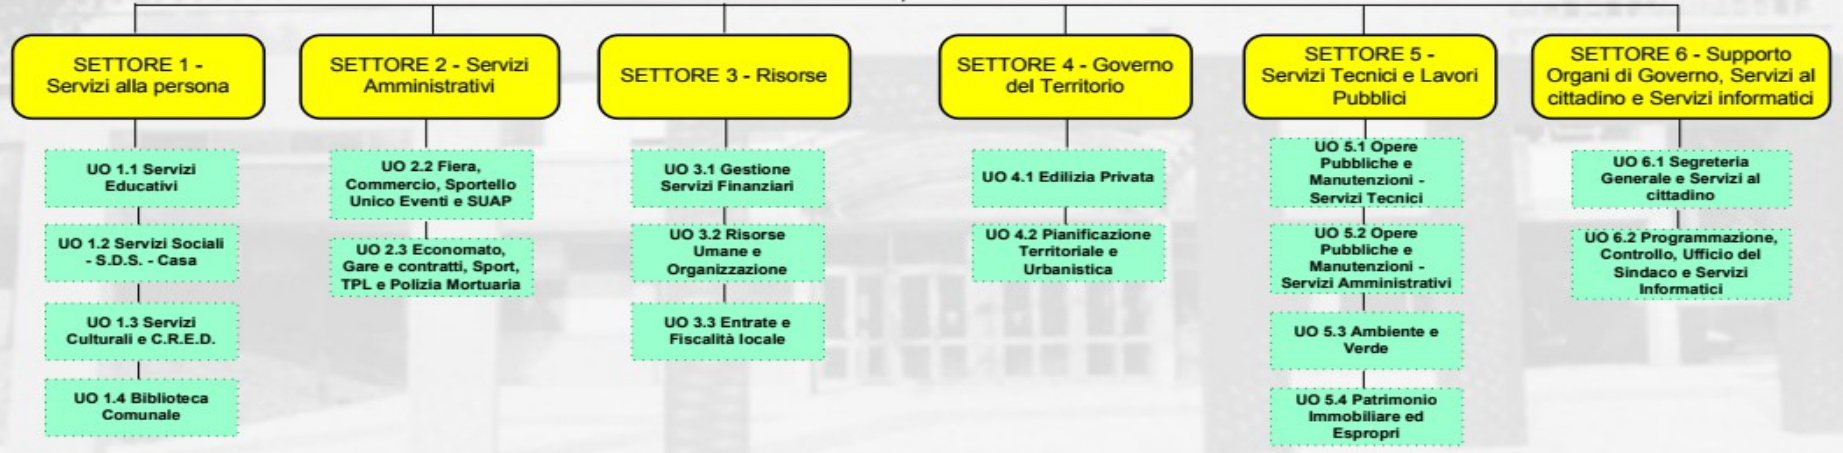 SETTORE 1 -
Servizi alla persona
UO 1.1 Servizi
Educativi
UO 1.2 Servizi Sociali
- S.D.S. - Casa
UO 1.3 Servizi
Culturali e C.R.E.D.
UO 1.4 Biblioteca
Comunale
SETTORE 2 - Servizi
Amministrativi
UO 2.2 Fiera,
Commercio, Sportello
Unico Eventi e SUAP
UO 2.3 Economato,
Gare e contratti, Sport,
TPL e Polizia Mortuaria
SETTORE 3 - Risorse
UO 3.1 Gestione
Servizi Finanziari
UO 3.2 Risorse
Umane e
Organizzazione
UO 3.3 Entrate e
Fiscalità locale
SETTORE 4 - Governo
del Territorio
UO 4.1 Edilizia Privata
UO 4.2 Pianificazione
Territoriale e
Urbanistica
SETTORE 5 -
Servizi Tecnici e Lavori
Pubblici
UO 5.1 Opere
Pubbliche e
Manutenzioni -
Servizi Tecnici
UO 5.2 Opere
Pubbliche e
Manutenzioni -
Servizi Amministrativi
UO 5.3 Ambiente e
Verde
UO 5.4 Patrimonio
Immobiliare ed
Espropri
SETTORE 6 - Supporto
Organi di Governo, Servizi al
cittadino e Servizi informatici
UO 6.1 Segreteria
Generale e Servizi al
cittadino
UO 6.2 Programmazione,
Controllo, Ufficio del
Sindaco e Servizi
Informatici